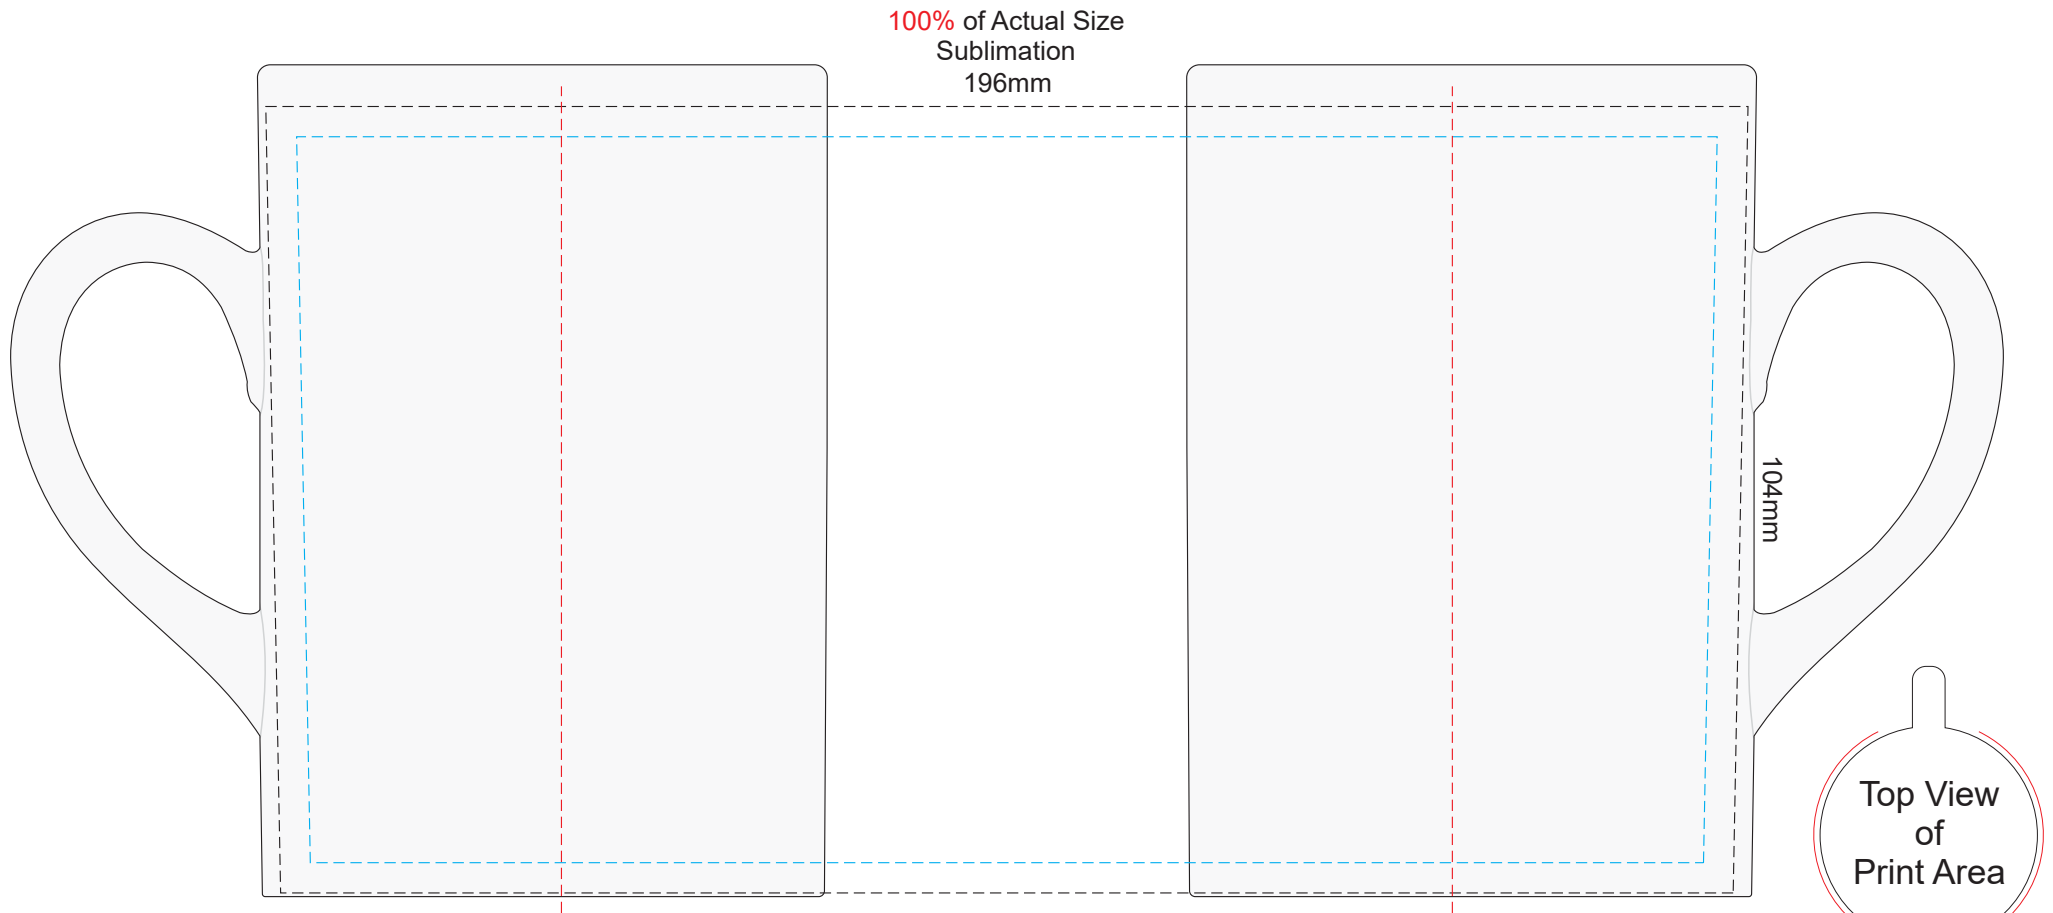 100% of Actual Size
Sublimation
196mm
104mm
Top View
of
Print Area